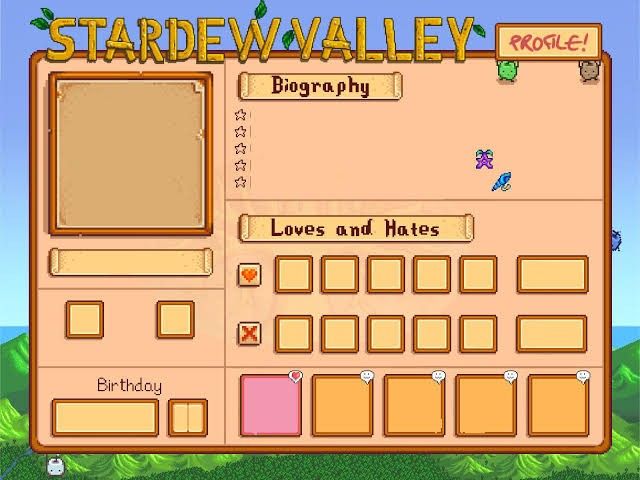 STARDEW VALLEY
PROFILE!
Biography
Loves and Hates
Birthday